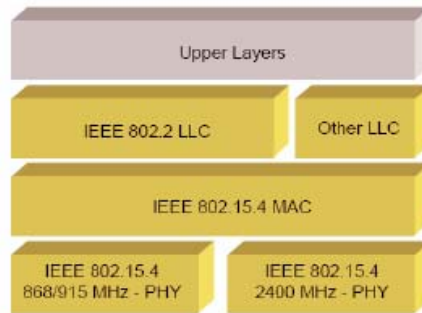 Upper Layers
IEEE 802.2 LLC
Other LLC
IEEE 802.15.4 MAC
IEEE 802.15.4
868/915 MHz - PHY
IEEE 802.15.4
2400 MHz - PHY